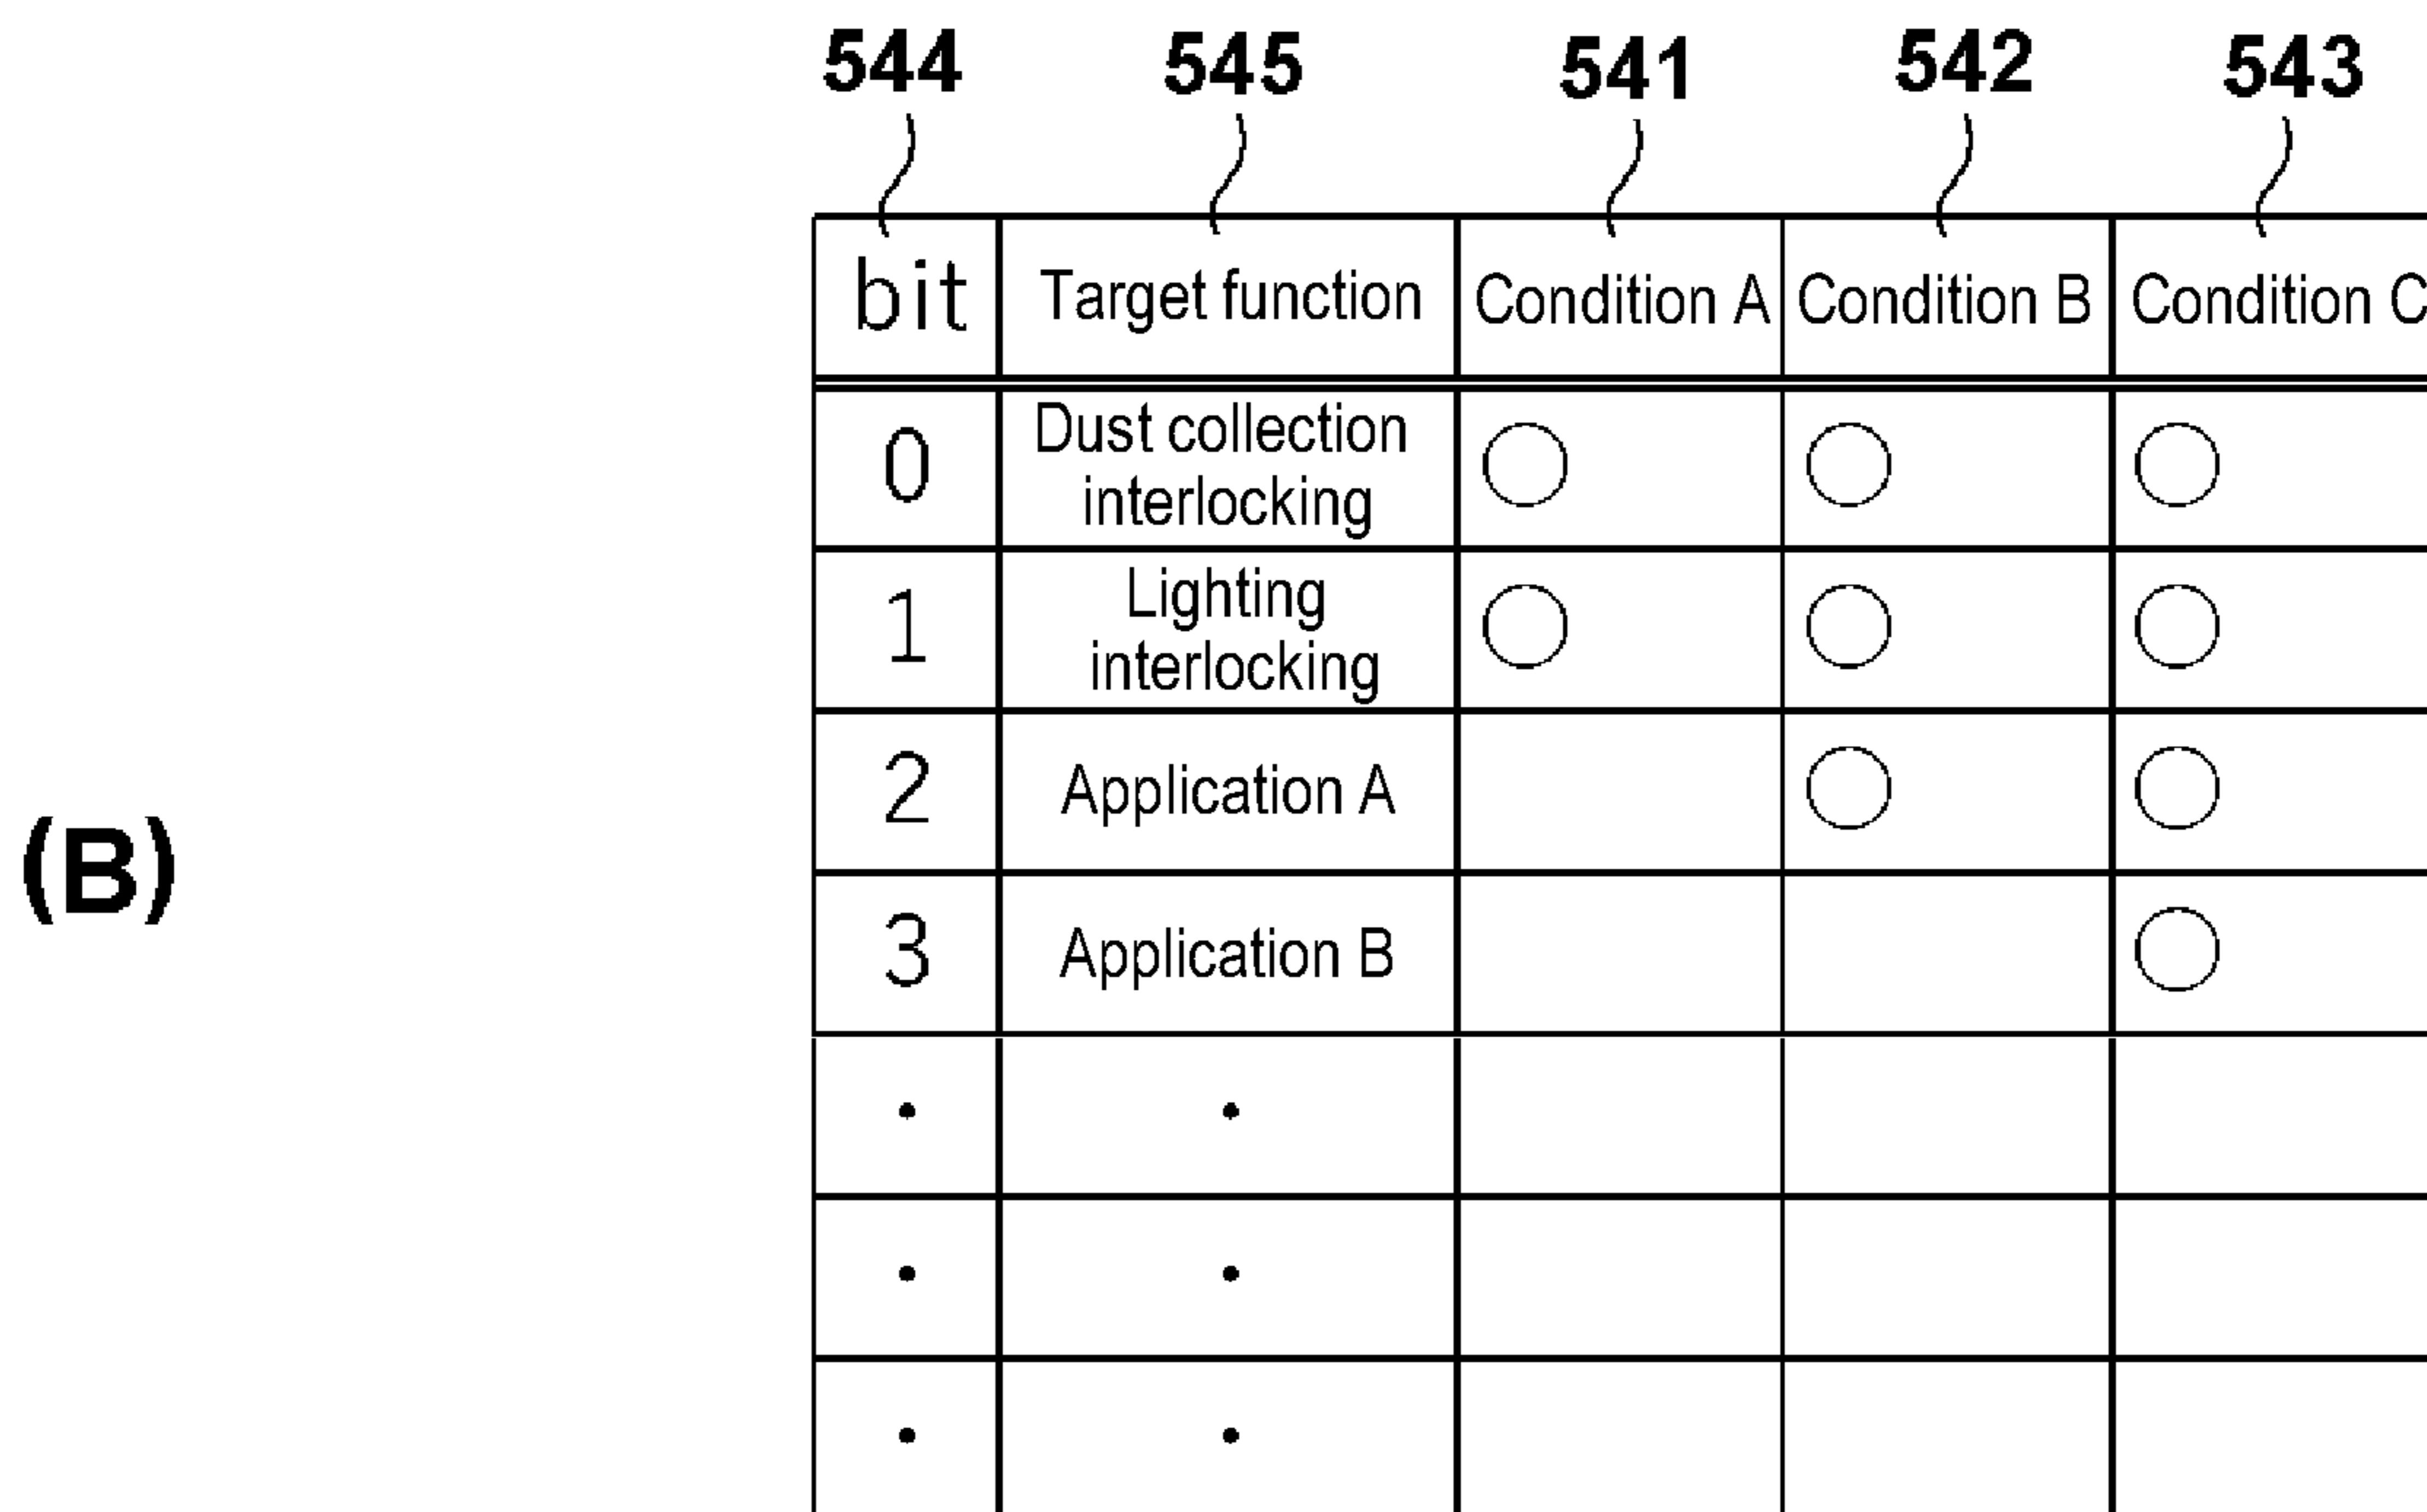 544 545 541 542 543
bit Target function Condition A Condition B Condition C
0 Dust collection interlocking ○ ○ ○
1 Lighting interlocking ○ ○ ○
2 Application A ○ ○
(B)
3 Application B ○
• •
• •
• •